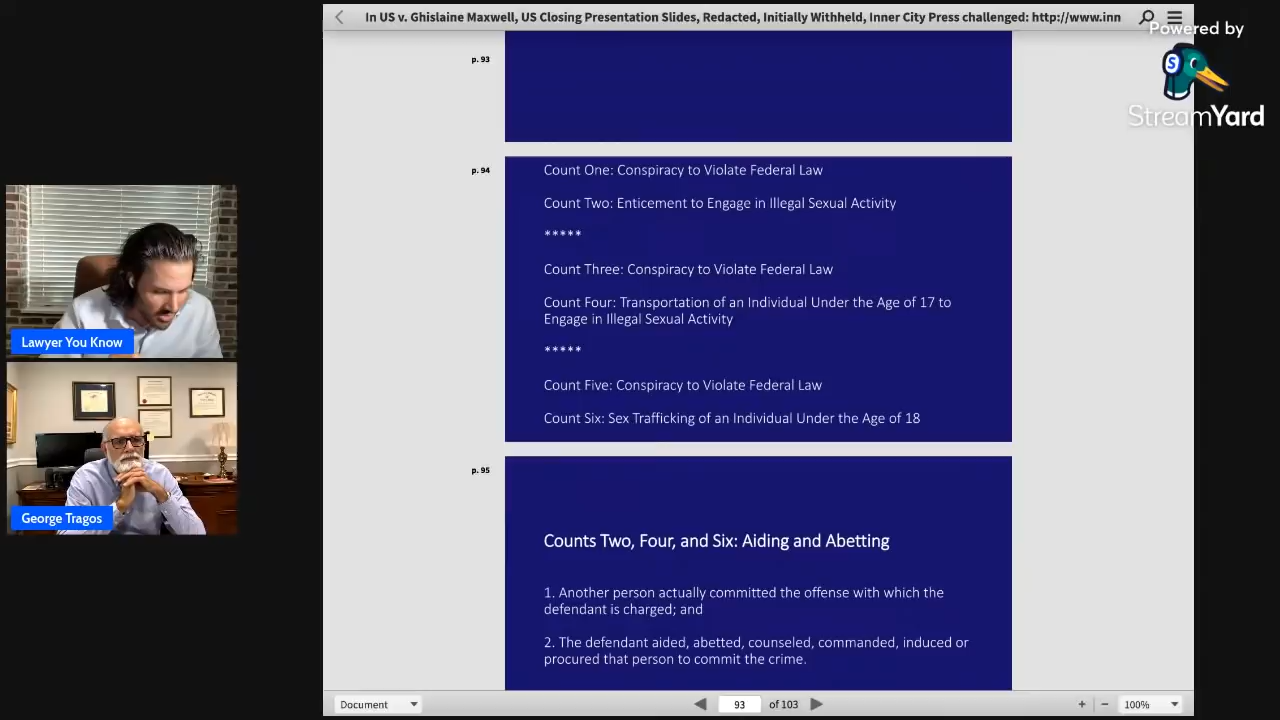 In US v. Ghislaine Maxwell, US Closing Presentation Slides, Redacted, Initially Withheld, Inner City Press challenged: http://www.inn
Powered by
StreamYard
p. 93
p. 94
Count One: Conspiracy to Violate Federal Law
Count Two: Enticement to Engage in Illegal Sexual Activity
*****
Count Three: Conspiracy to Violate Federal Law
Count Four: Transportation of an Individual Under the Age of 17 to
Engage in Illegal Sexual Activity
*****
Count Five: Conspiracy to Violate Federal Law
Count Six: Sex Trafficking of an Individual Under the Age of 18
p. 95
Counts Two, Four, and Six: Aiding and Abetting
1. Another person actually committed the offense with which the
defendant is charged; and
2. The defendant aided, abetted, counseled, commanded, induced or
procured that person to commit the crime.
Lawyer You Know
George Tragos
Document
93
of 103
100%